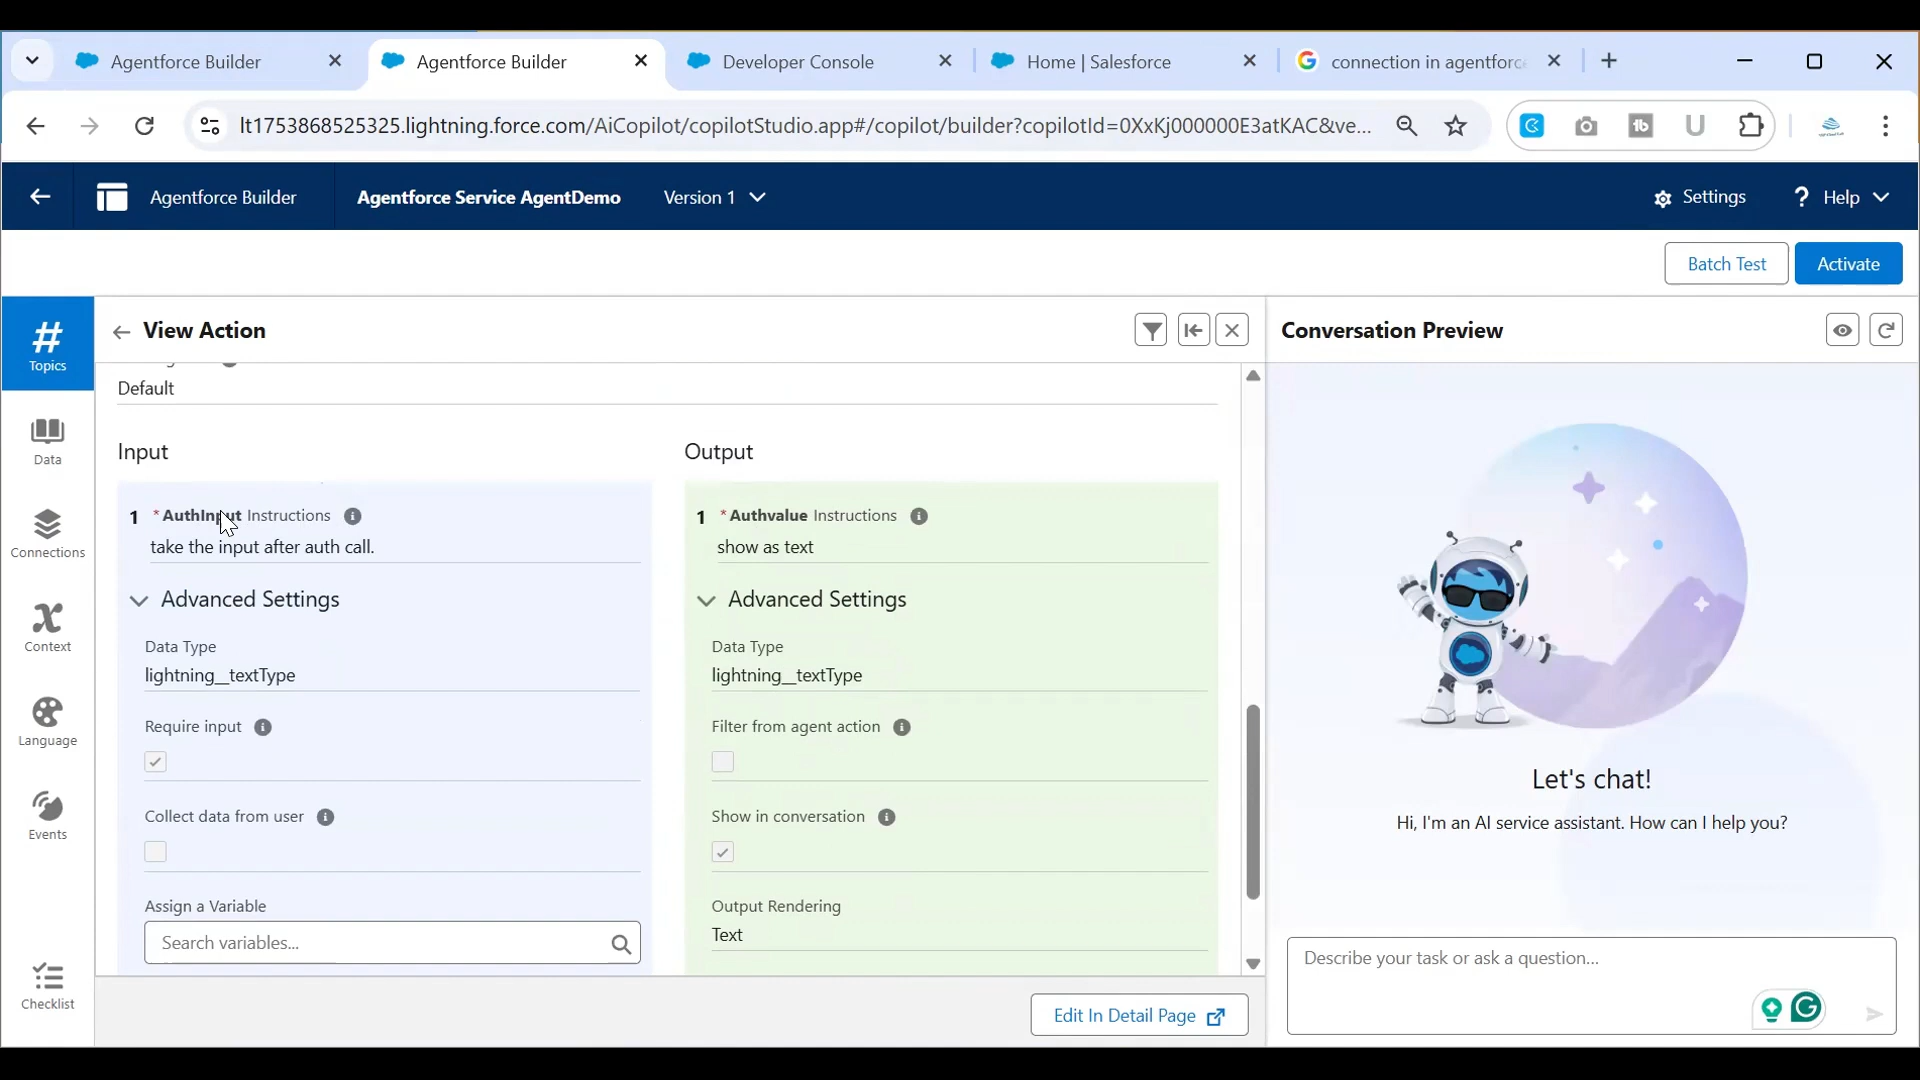 Agentforce Builder
Agentforce Builder
Developer Console
Home | Salesforce
connection in agentforc
lt1753868525325.lightning.force.com/AiCopilot/copilotStudio.app#/copilot/builder?copilotId=0XxKj000000E3atKAC&ve...
Agentforce Builder
Agentforce Service AgentDemo
Version 1
Settings
? Help
Batch Test
Activate
# Topics
Data
Connections
Context
Language
Events
Checklist
View Action
Default
Input
1 *AuthInput Instructions
take the input after auth call.
Advanced Settings
Data Type
lightning__textType
Require input
Collect data from user
Assign a Variable
Search variables...
Output
1 *Authvalue Instructions
show as text
Advanced Settings
Data Type
lightning__textType
Filter from agent action
Show in conversation
Output Rendering
Text
Edit In Detail Page
Conversation Preview
Let's chat!
Hi, I'm an AI service assistant. How can I help you?
Describe your task or ask a question...